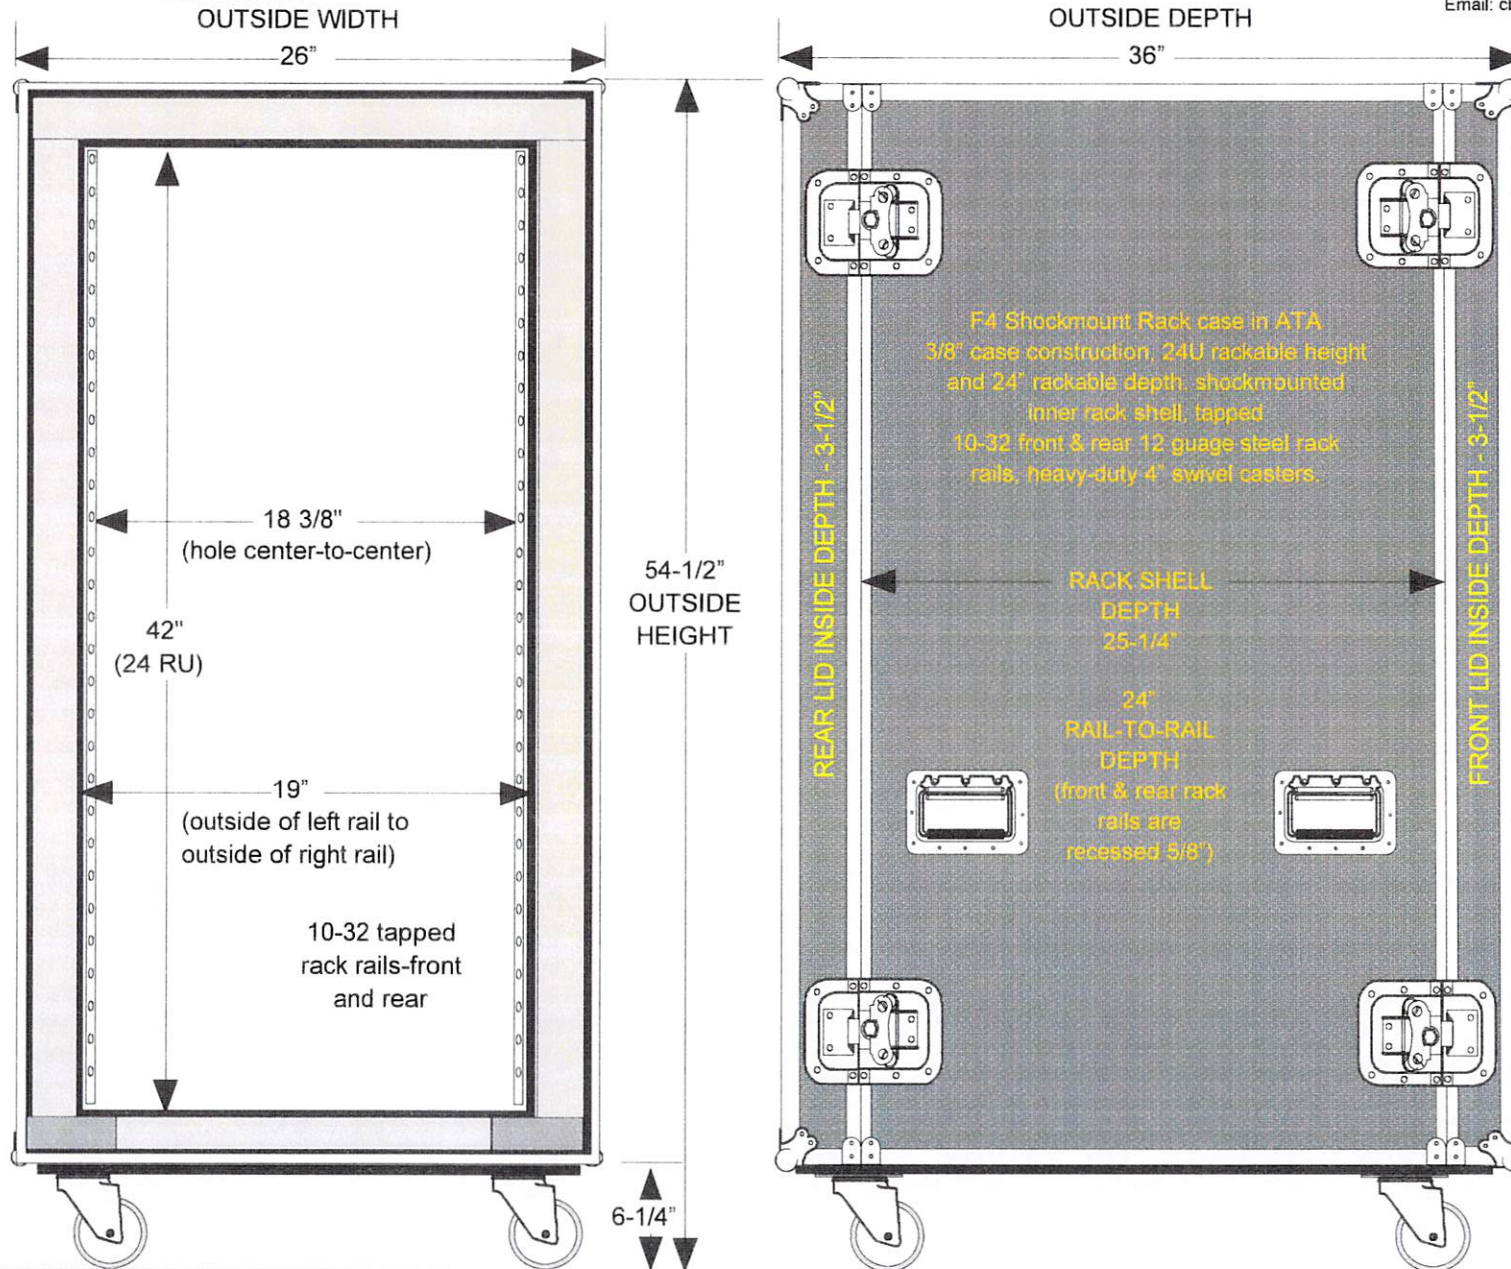 OUTSIDE WIDTH
26”
OUTSIDE DEPTH
36”
Email:
18 3/8"
(hole center-to-center)
42"
(24 RU)
19”
(outside of left rail to
outside of right rail)
10-32 tapped
rack rails-front
and rear
54-1/2”
OUTSIDE
HEIGHT
6-1/4”
REAR LID INSIDE DEPTH - 3-1/2”
F4 Shockmount Rack case in ATA
3/8” case construction, 24U rackable height
and 24” rackable depth, shockmounted
inner rack shell, tapped
10-32 front & rear 12 guage steel rack
rails, heavy-duty 4” swivel casters.
RACK SHELL
DEPTH
25-1/4”
24”
RAIL-TO-RAIL
DEPTH
(front & rear rack
rails are
recessed 5/8”)
FRONT LID INSIDE DEPTH - 3-1/2”